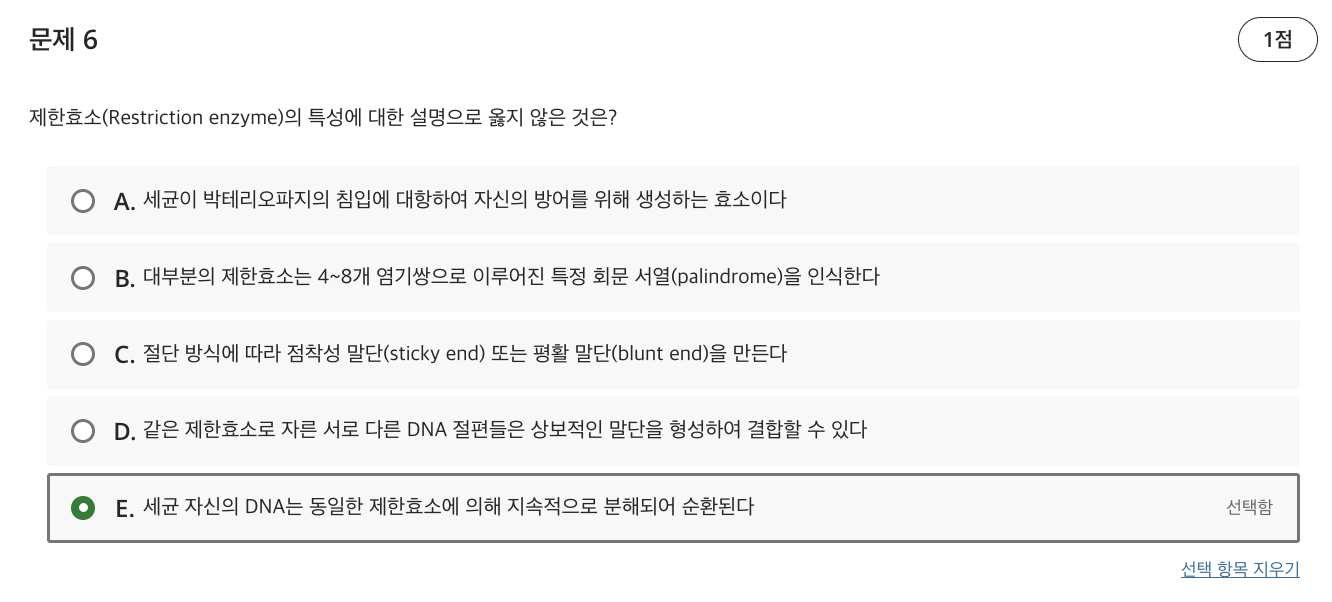 문제 6
1점
제한효소(Restriction enzyme)의 특성에 대한 설명으로 옳지 않은 것은?
A. 세균이 박테리오파지의 침입에 대항하여 자신의 방어를 위해 생성하는 효소이다
B. 대부분의 제한효소는 4~8개 염기쌍으로 이루어진 특정 회문 서열(palindrome)을 인식한다
C. 절단 방식에 따라 점착성 말단(sticky end) 또는 평활 말단(blunt end)을 만든다
D. 같은 제한효소로 자른 서로 다른 DNA 절편들은 상보적인 말단을 형성하여 결합할 수 있다
E. 세균 자신의 DNA는 동일한 제한효소에 의해 지속적으로 분해되어 순환된다 선택함
선택 항목 지우기